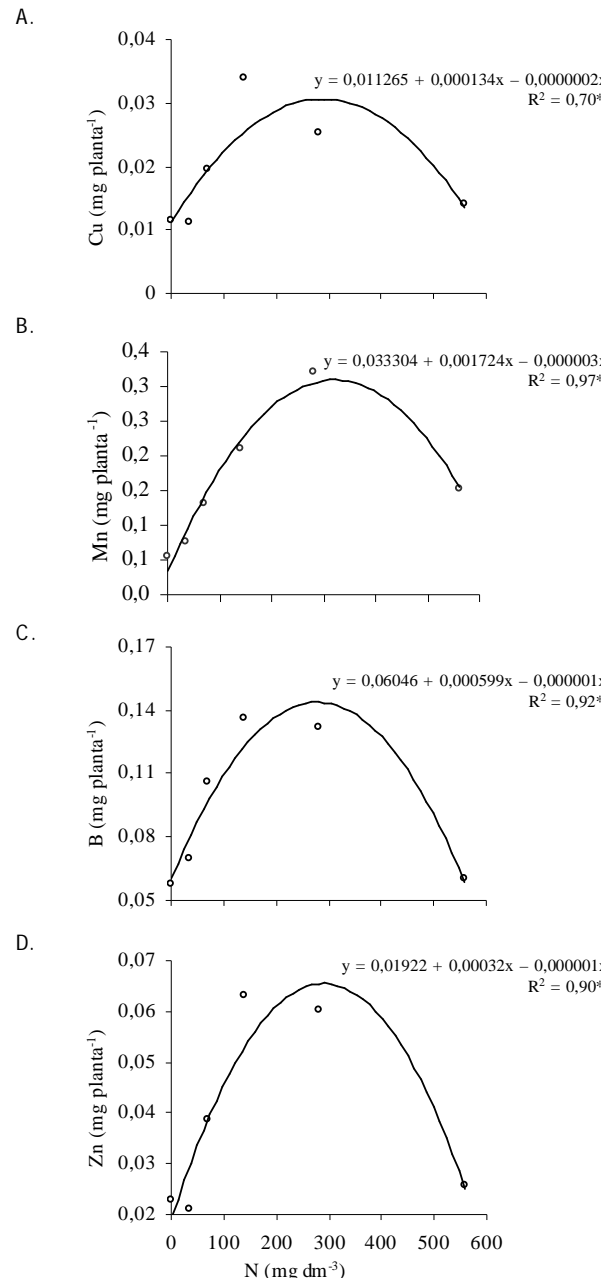 A.
0,04
y = 0,011265 + 0,000134x – 0,0000002x
R² = 0,70*
0,03
0,02
0,01
0
Cu (mg planta⁻¹)
B.
0,4
y = 0,033304 + 0,001724x – 0,000003x
R² = 0,97*
0,3
0,3
0,2
0,2
0,1
0,1
0,0
Mn (mg planta⁻¹)
C.
0,17
y = 0,06046 + 0,000599x – 0,000001x
R² = 0,92*
0,14
0,11
0,08
0,05
B (mg planta⁻¹)
D.
0,07
y = 0,01922 + 0,00032x – 0,000001x
R² = 0,90*
0,06
0,05
0,04
0,03
0,02
Zn (mg planta⁻¹)
0 100 200 300 400 500 600
N (mg dm⁻³)